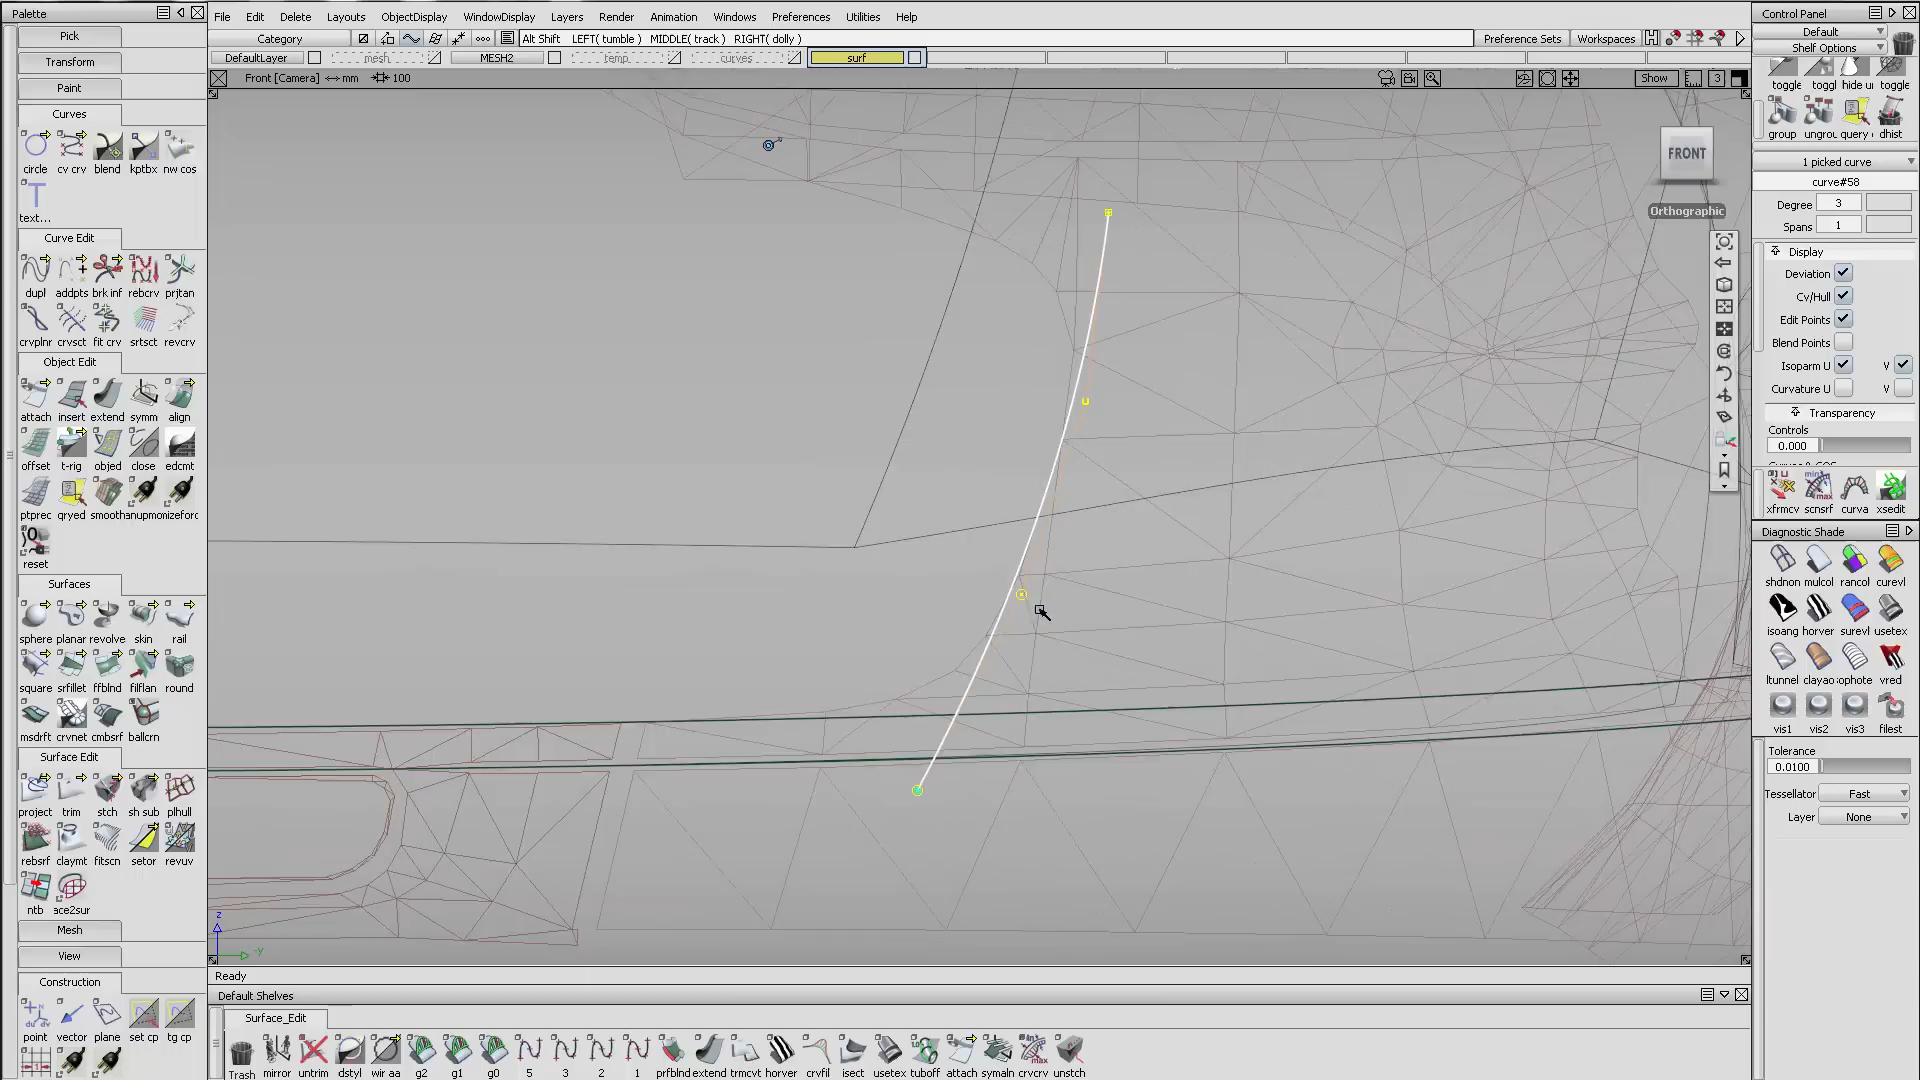 Palette
Pick
Transform
Paint
Curves
circle cv crv blend kptbx nw cos
text...
Curve Edit
dupl addpts brk inf rebcrv prjtan
crvplnr crvsct fit crv srtsct revcrv
Object Edit
attach insert extend symm align
offset t-rig objed close edcmt
ptprec qryed smooth anupmo nizeforc
reset
Surfaces
sphere planar revolve skin rail
square srfillet ffblnd filflan round
msdrft crvnet cmbsrf ballcrn
Surface Edit
project trim stch sh sub plhull
rebsrf claymt fitscn setor revuv
ntb ace2sur
Mesh
View
Construction
point vector plane set cp tg cp
File Edit Delete Layouts ObjectDisplay WindowDisplay Layers Render Animation Windows Preferences Utilities Help
Category
Alt Shift LEFT( tumble ) MIDDLE( track ) RIGHT( dolly )
Preference Sets Workspaces
DefaultLayer mesh MESH2 temp curves surf
Front [Camera] mm 100
Show 3
FRONT
Orthographic
z
-y
Ready
Default Shelves
Surface_Edit
Trash mirror untrim dstyl wir aa g2 g1 g0 5 3 2 1 prfblnd extend trmcvt horver crvfil isect usetex tuboff attach symaln crvcrv unstch
Control Panel
Default
Shelf Options
toggle toggl hide u toggle
group ungrou query dhist
1 picked curve
curve#58
Degree 3
Spans 1
Display
Deviation
Cv/Hull
Edit Points
Blend Points
Isoparm U V
Curvature U V
Transparency
Controls
0.000
xfrmcv scnsrf curva xsedit
Diagnostic Shade
shdnon mulcol rancol curevl
isoang horver surevl usetex
ltunnel clayao vred
vis1 vis2 vis3 filest
Tolerance
0.0100
Tessellator Fast
Layer None